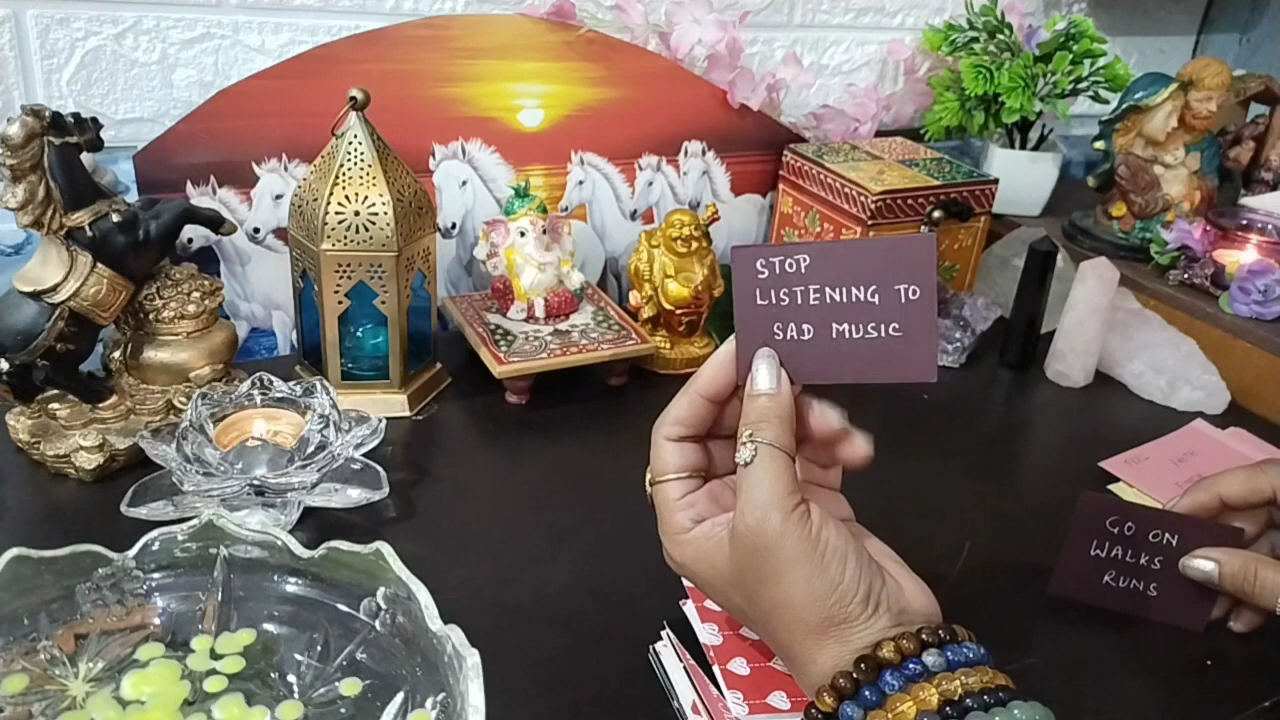 STOP
LISTENING TO
SAD MUSIC
GO ON
WALKS
RUNS